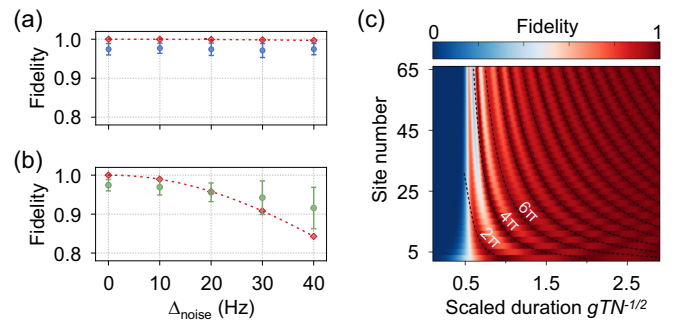 (a)
1.0
0.9
0.8
Fidelity
(b)
1.0
0.9
0.8
Fidelity
0 10 20 30 40
Δnoise (Hz)
(c)
Fidelity
0 1
65
45
25
5
Site number
2π 4π 6π
0.5 1.5 2.5
Scaled duration gTN-1/2